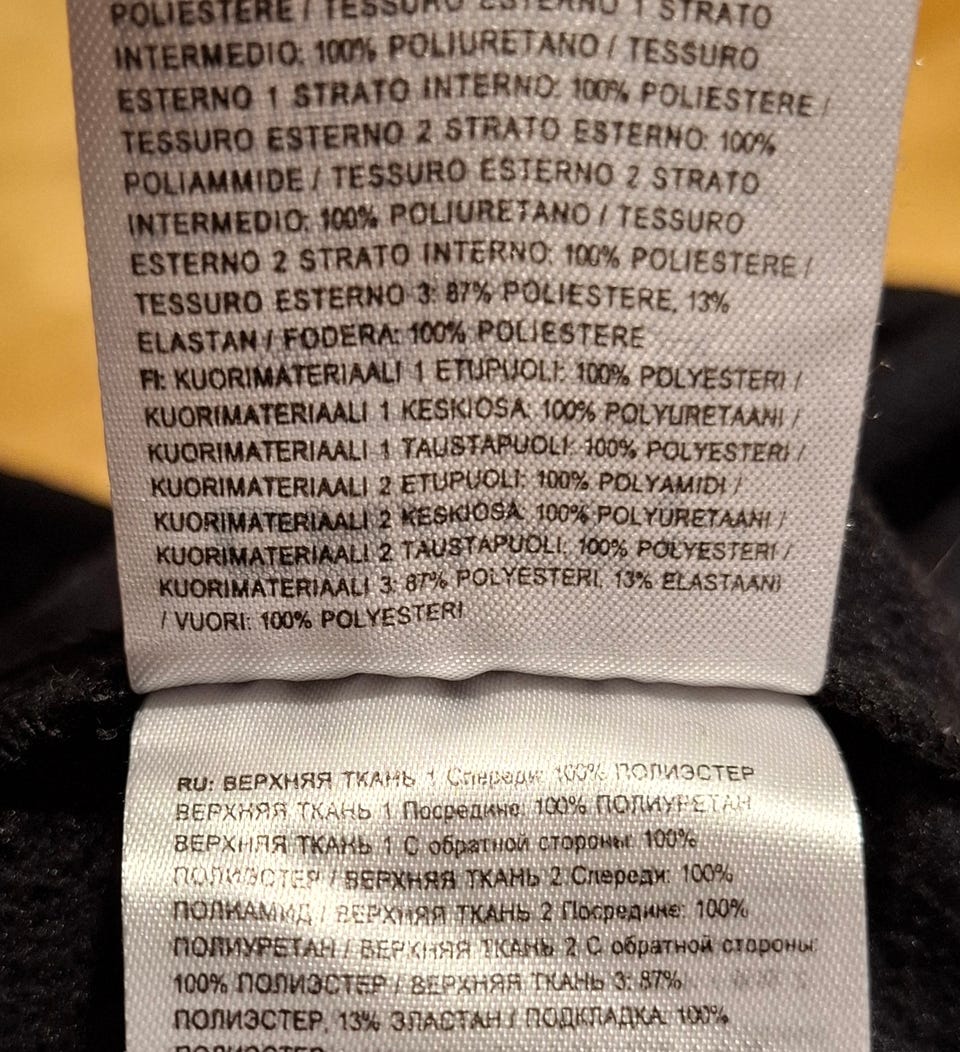 POLIESTERE / TESSURO ESTERNO 1 STRATO
INTERMEDIO: 100% POLIURETANO / TESSURO
ESTERNO 1 STRATO INTERNO: 100% POLIESTERE /
TESSURO ESTERNO 2 STRATO ESTERNO: 100%
POLIAMMIDE / TESSURO ESTERNO 2 STRATO
INTERMEDIO: 100% POLIURETANO / TESSURO
ESTERNO 2 STRATO INTERNO: 100% POLIESTERE /
TESSURO ESTERNO 3: 87% POLIESTERE, 13%
ELASTAN / FODERA: 100% POLIESTERE
FI: KUORIMATERIAALI 1 ETUPUOLI: 100% POLYESTERI /
KUORIMATERIAALI 1 KESKIOSA: 100% POLYURETAANI /
KUORIMATERIAALI 1 TAUSTAPUOLI: 100% POLYESTERI /
KUORIMATERIAALI 2 ETUPUOLI: 100% POLYAMIDI /
KUORIMATERIAALI 2 KESKIOSA: 100% POLYURETAANI /
KUORIMATERIAALI 2 TAUSTAPUOLI: 100% POLYESTERI /
KUORIMATERIAALI 3: 87% POLYESTERI, 13% ELASTAANI
/ VUORI: 100% POLYESTERI
RU: ВЕРХНЯЯ ТКАНЬ 1 Спереди: 100% ПОЛИЭСТЕР
ВЕРХНЯЯ ТКАНЬ 1 Посредине: 100% ПОЛИУРЕТАН
ВЕРХНЯЯ ТКАНЬ 1 С обратной стороны: 100%
ПОЛИЭСТЕР / ВЕРХНЯЯ ТКАНЬ 2 Спереди: 100%
ПОЛИАМИД / ВЕРХНЯЯ ТКАНЬ 2 Посредине: 100%
ПОЛИУРЕТАН / ВЕРХНЯЯ ТКАНЬ 2 С обратной стороны:
100% ПОЛИЭСТЕР / ВЕРХНЯЯ ТКАНЬ 3: 87%
ПОЛИЭСТЕР, 13% ЭЛАСТАН / ПОДКЛАДКА: 100%
ПОЛИЭСТЕР